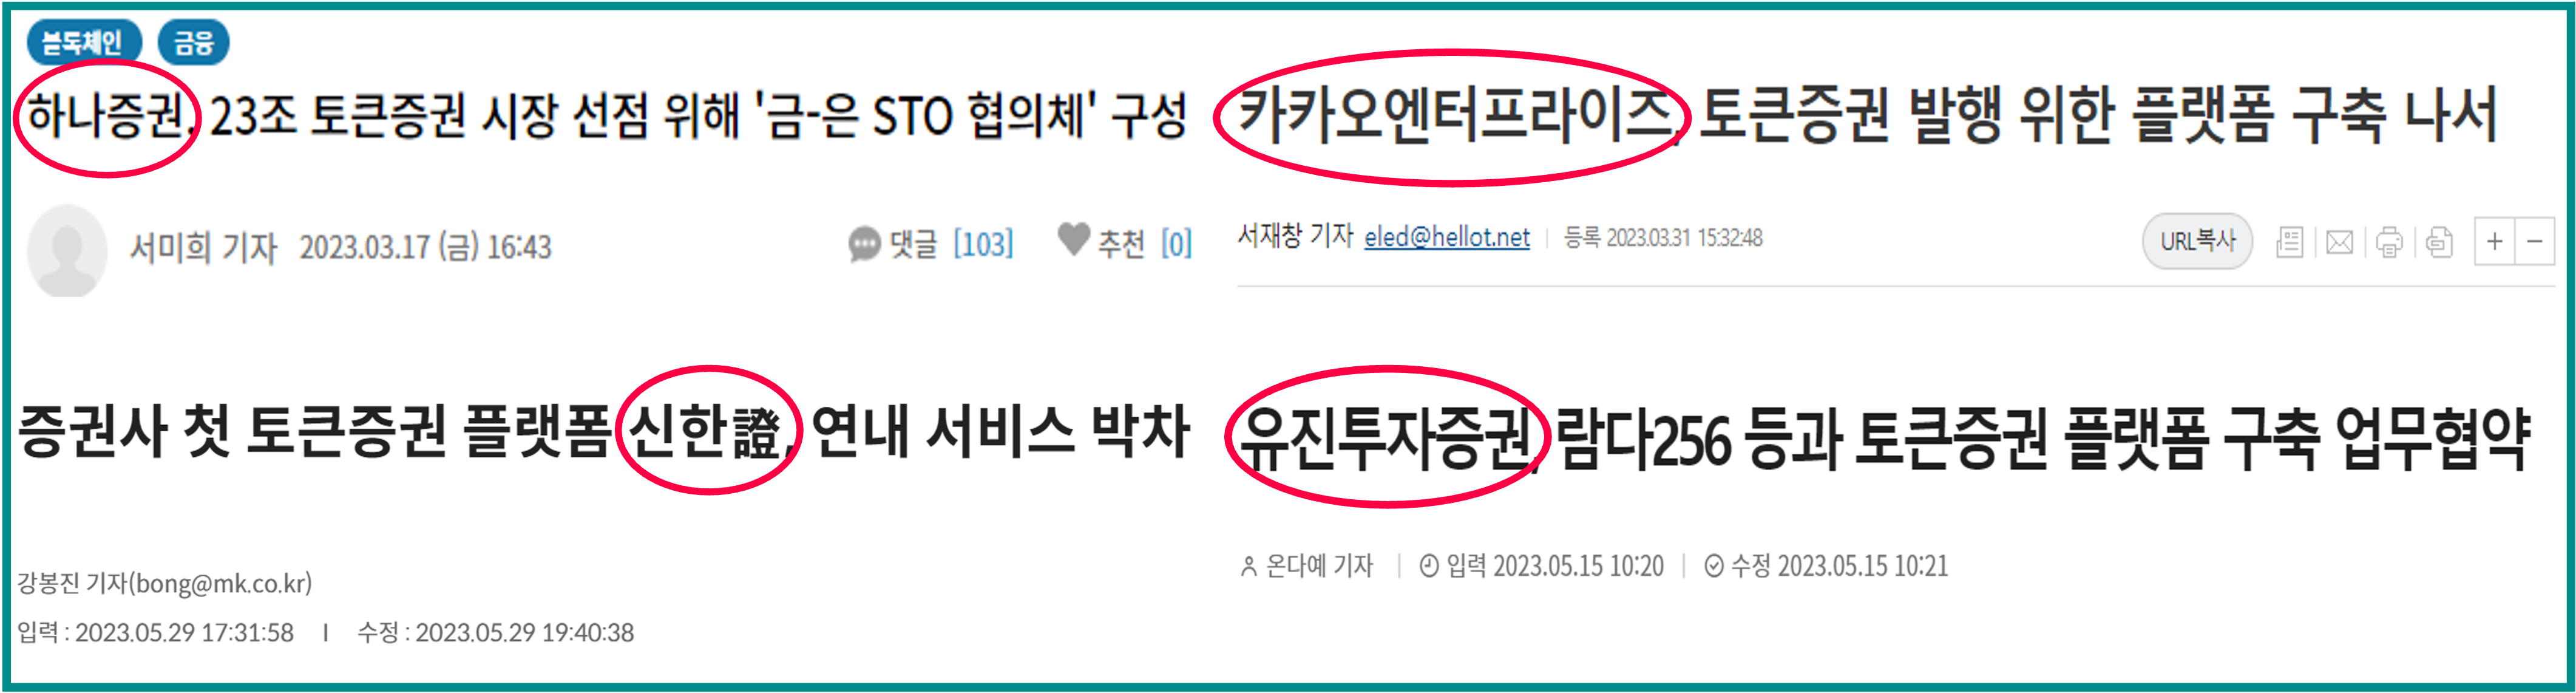 블록체인 금융
하나증권, 23조 토큰증권 시장 선점 위해 '금-은 STO 협의체' 구성
서미희 기자 2023.03.17 (금) 16:43 댓글 [103] 추천 [0]
카카오엔터프라이즈, 토큰증권 발행 위한 플랫폼 구축 나서
서재창 기자 eled@hellot.net | 등록 2023.03.31 15:32:48 URL복사 + -
증권사 첫 토큰증권 플랫폼 신한證, 연내 서비스 박차
강봉진 기자(bong@mk.co.kr)
입력 : 2023.05.29 17:31:58 | 수정 : 2023.05.29 19:40:38
유진투자증권, 람다256 등과 토큰증권 플랫폼 구축 업무협약
온다예 기자 | 입력 2023.05.15 10:20 | 수정 2023.05.15 10:21